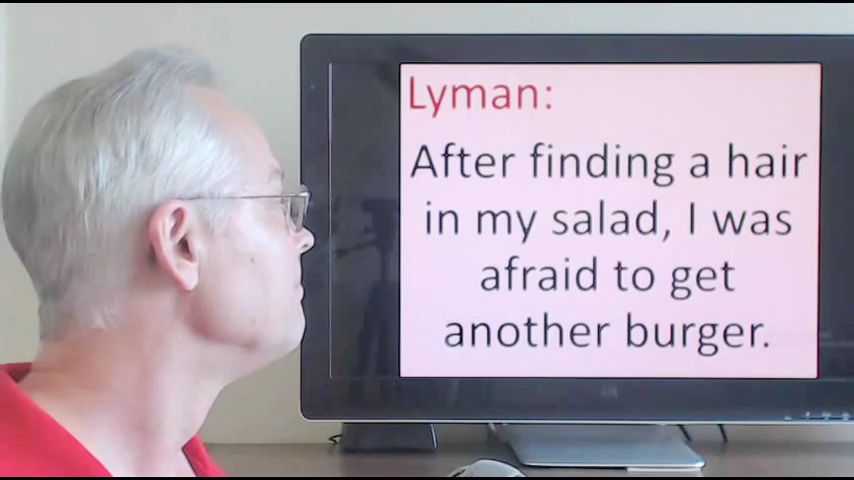 Lyman:
After finding a hair
in my salad, I was
afraid to get
another burger.